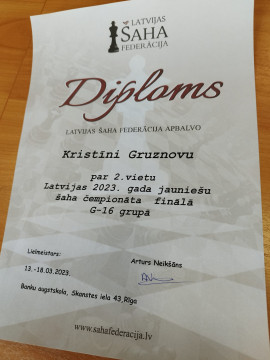 LATVIJAS
ŠAHA
FEDERĀCIJA
Diploms
LATVIJAS ŠAHA FEDERĀCIJA APBALVO
Kristīni Gruznovu
par 2.vietu
Latvijas 2023. gada jauniešu
šaha čempionāta finālā
G-16 grupā
Lielmeistars:
Arturs Neikšāns
13.-18.03.2023.
Banku augstskola, Skanstes iela 43,Rīga
www.sahafederacija.lv